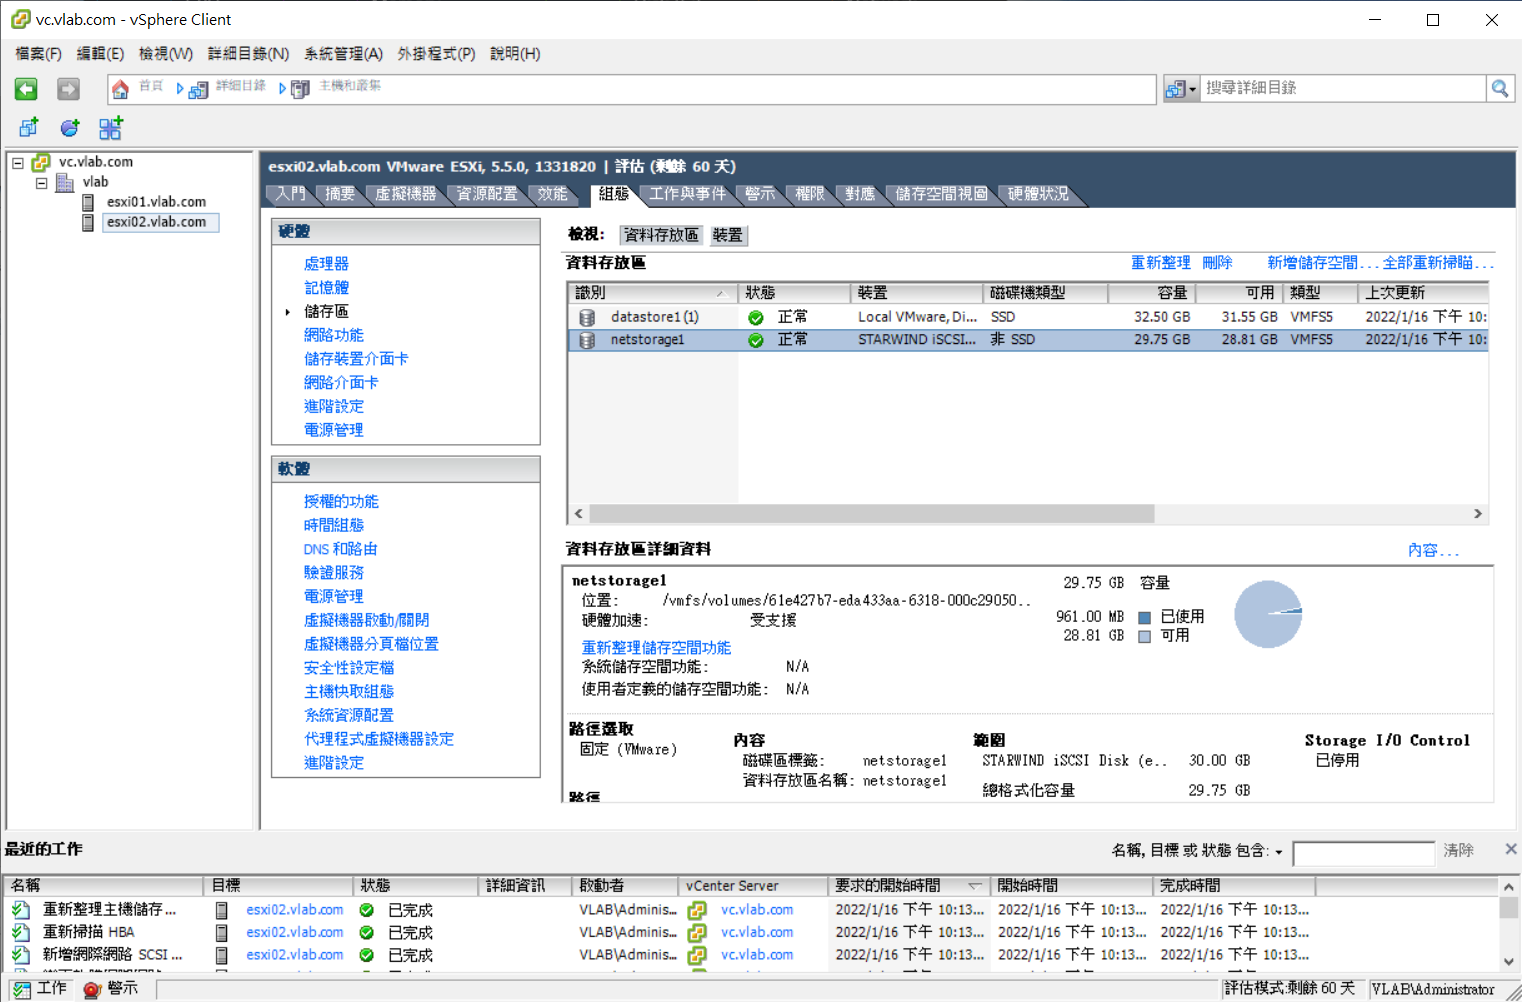 vc.vlab.com - vSphere Client
檔案(F) 編輯(E) 檢視(W) 詳細目錄(N) 系統管理(A) 外掛程式(P) 說明(H)
首頁 詳細目錄 主機和叢集 搜尋詳細目錄
vc.vlab.com
vlab
esxi01.vlab.com
esxi02.vlab.com
esxi02.vlab.com VMware ESXi, 5.5.0, 1331820 | 評估 (剩餘 60 天)
入門 摘要 虛擬機器 資源配置 效能 組態 工作與事件 警示 權限 對應 儲存空間視圖 硬體狀況
硬體
處理器
記憶體
儲存區
網路功能
儲存裝置介面卡
網路介面卡
進階設定
電源管理
軟體
授權的功能
時間組態
DNS 和路由
驗證服務
電源管理
虛擬機器啟動/關閉
虛擬機器分頁檔位置
安全性設定檔
主機快取組態
系統資源配置
代理程式虛擬機器設定
進階設定
檢視: 資料存放區 裝置
資料存放區 重新整理 刪除 新增儲存空間... 全部重新掃瞄...
識別 狀態 裝置 磁碟機類型 容量 可用 類型 上次更新
datastore1 (1) 正常 Local VMware, Di... SSD 32.50 GB 31.55 GB VMFS5 2022/1/16 下午 10:
netstorage1 正常 STARWIND iSCSI... 非 SSD 29.75 GB 28.81 GB VMFS5 2022/1/16 下午 10:
資料存放區詳細資料 內容...
netstorage1 29.75 GB 容量
位置: /vmfs/volumes/61e427b7-eda433aa-6318-000c29050..
硬體加速: 受支援 961.00 MB 已使用
28.81 GB 可用
重新整理儲存空間功能
系統儲存空間功能: N/A
使用者定義的儲存空間功能: N/A
路徑選取
固定 (VMware)
路徑
內容
磁碟區標籤: netstorage1
資料存放區名稱: netstorage1
範圍
STARWIND iSCSI Disk (e.. 30.00 GB
總格式化容量 29.75 GB
Storage I/O Control
已停用
最近的工作 名稱, 目標 或 狀態 包含: 清除
名稱 目標 狀態 詳細資訊 啟動者 vCenter Server 要求的開始時間 開始時間 完成時間
重新整理主機儲存... esxi02.vlab.com 已完成 VLAB\Adminis... vc.vlab.com 2022/1/16 下午 10:13... 2022/1/16 下午 10:13... 2022/1/16 下午 10:13...
重新掃描 HBA esxi02.vlab.com 已完成 VLAB\Adminis... vc.vlab.com 2022/1/16 下午 10:13... 2022/1/16 下午 10:13... 2022/1/16 下午 10:13...
新增網際網路 SCSI ... esxi02.vlab.com 已完成 VLAB\Adminis... vc.vlab.com 2022/1/16 下午 10:13... 2022/1/16 下午 10:13... 2022/1/16 下午 10:13...
工作 警示 評估模式:剩餘 60 天 VLAB\Administrator